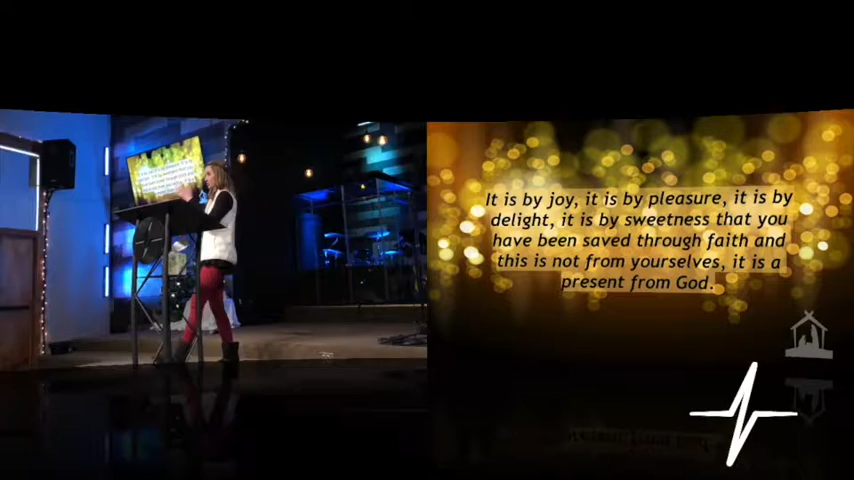 It is by joy, it is by pleasure, it is by
delight, it is by sweetness that you
have been saved through faith and
this is not from yourselves, it is a
present from God.